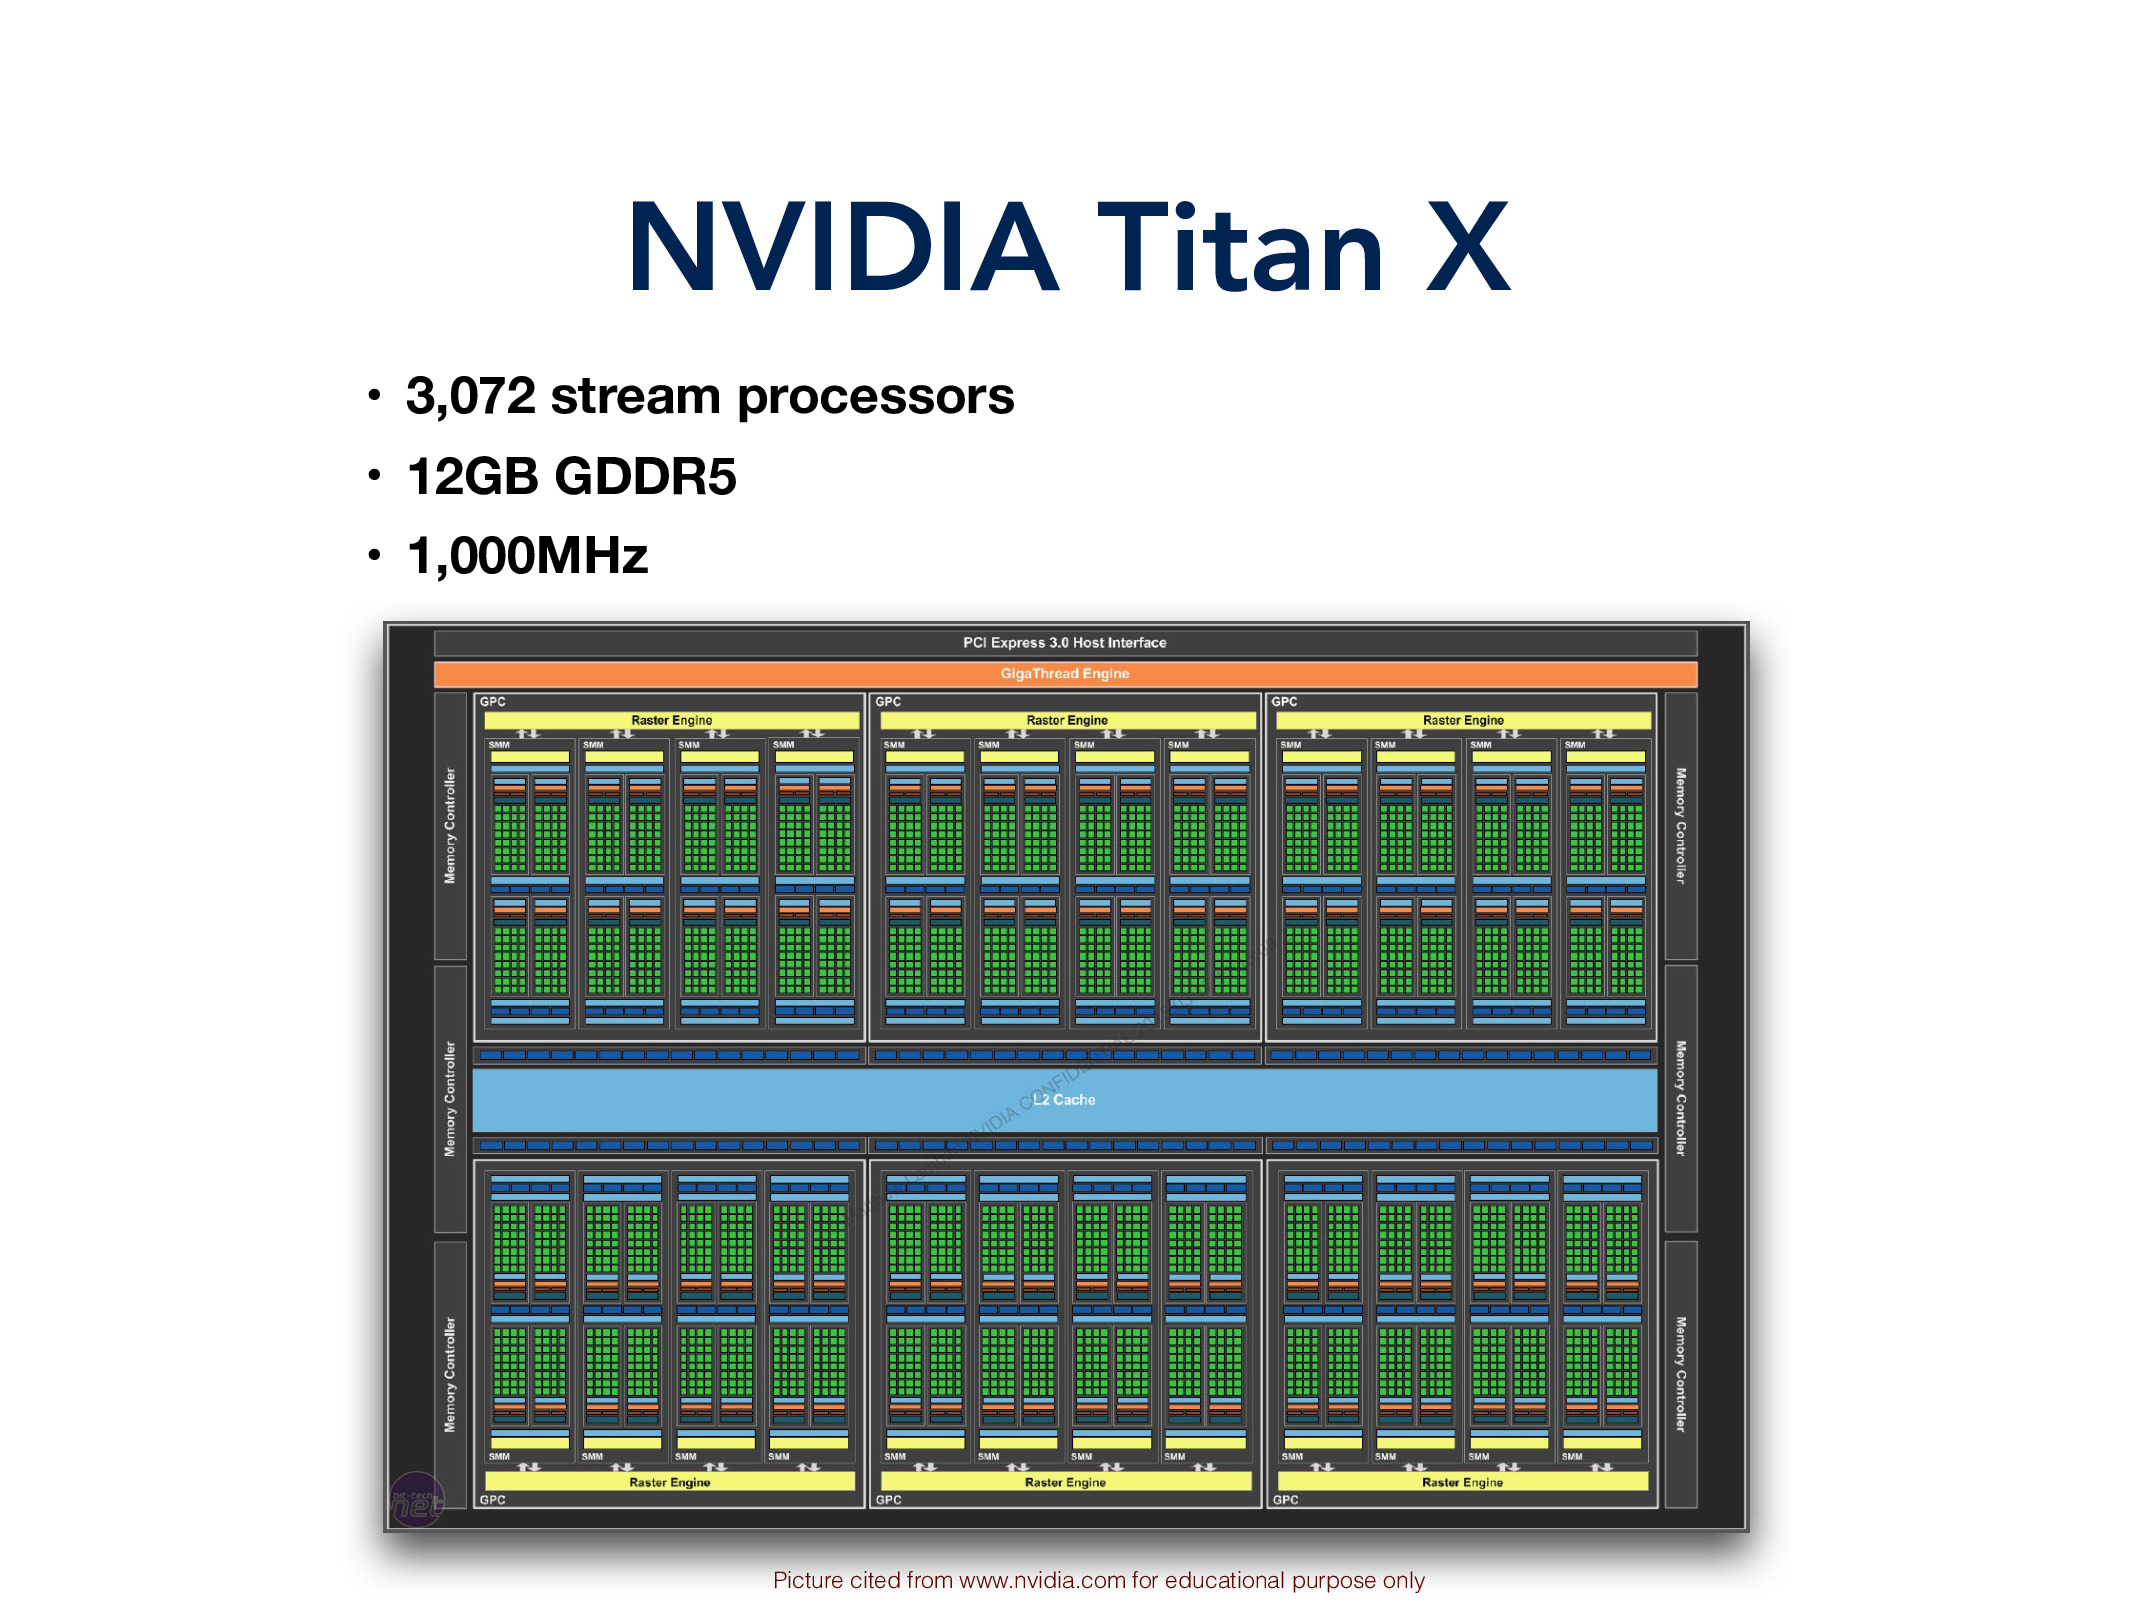 NVIDIA Titan X
• 3,072 stream processors
• 12GB GDDR5
• 1,000MHz
PCI Express 3.0 Host Interface
GigaThread Engine
GPC GPC GPC
Raster Engine Raster Engine Raster Engine
SMM SMM SMM SMM SMM SMM SMM SMM SMM SMM SMM SMM
Memory Controller
Memory Controller
Memory Controller
Memory Controller
Memory Controller
Memory Controller
NVIDIA CONFIDENTIAL
L2 Cache
SMM SMM SMM SMM SMM SMM SMM SMM SMM SMM SMM SMM
Raster Engine Raster Engine Raster Engine
GPC GPC GPC
bit-tech
net
Picture cited from www.nvidia.com for educational purpose only